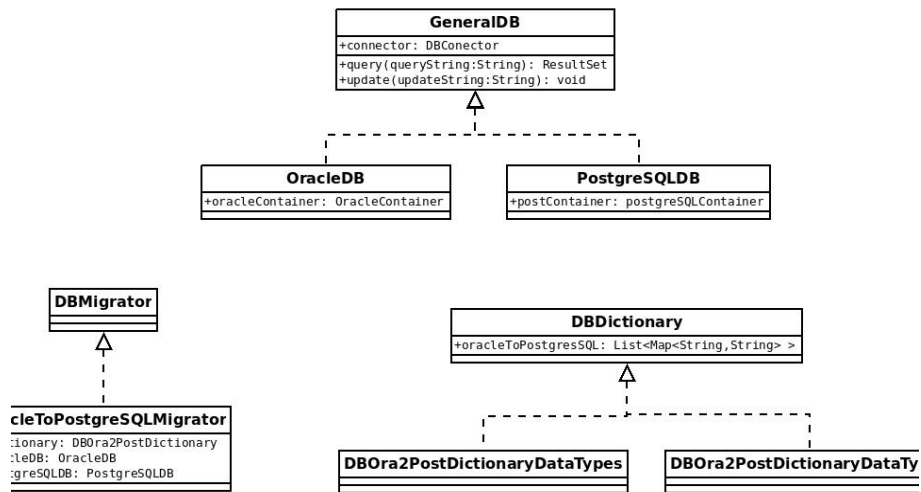 GeneralDB
+connector: DBConector
+query(queryString:String): ResultSet
+update(updateString:String): void
OracleDB
+oracleContainer: OracleContainer
PostgreSQLDB
+postContainer: postgreSQLContainer
DBMigrator
DBDictionary
+oracleToPostgresSQL: List<Map<String,String> >
cleToPostgreSQLMigrator
tionary: DBOra2PostDictionary
cleDB: OracleDB
tgreSQLDB: PostgreSQLDB
DBOra2PostDictionaryDataTypes
DBOra2PostDictionaryDataTy